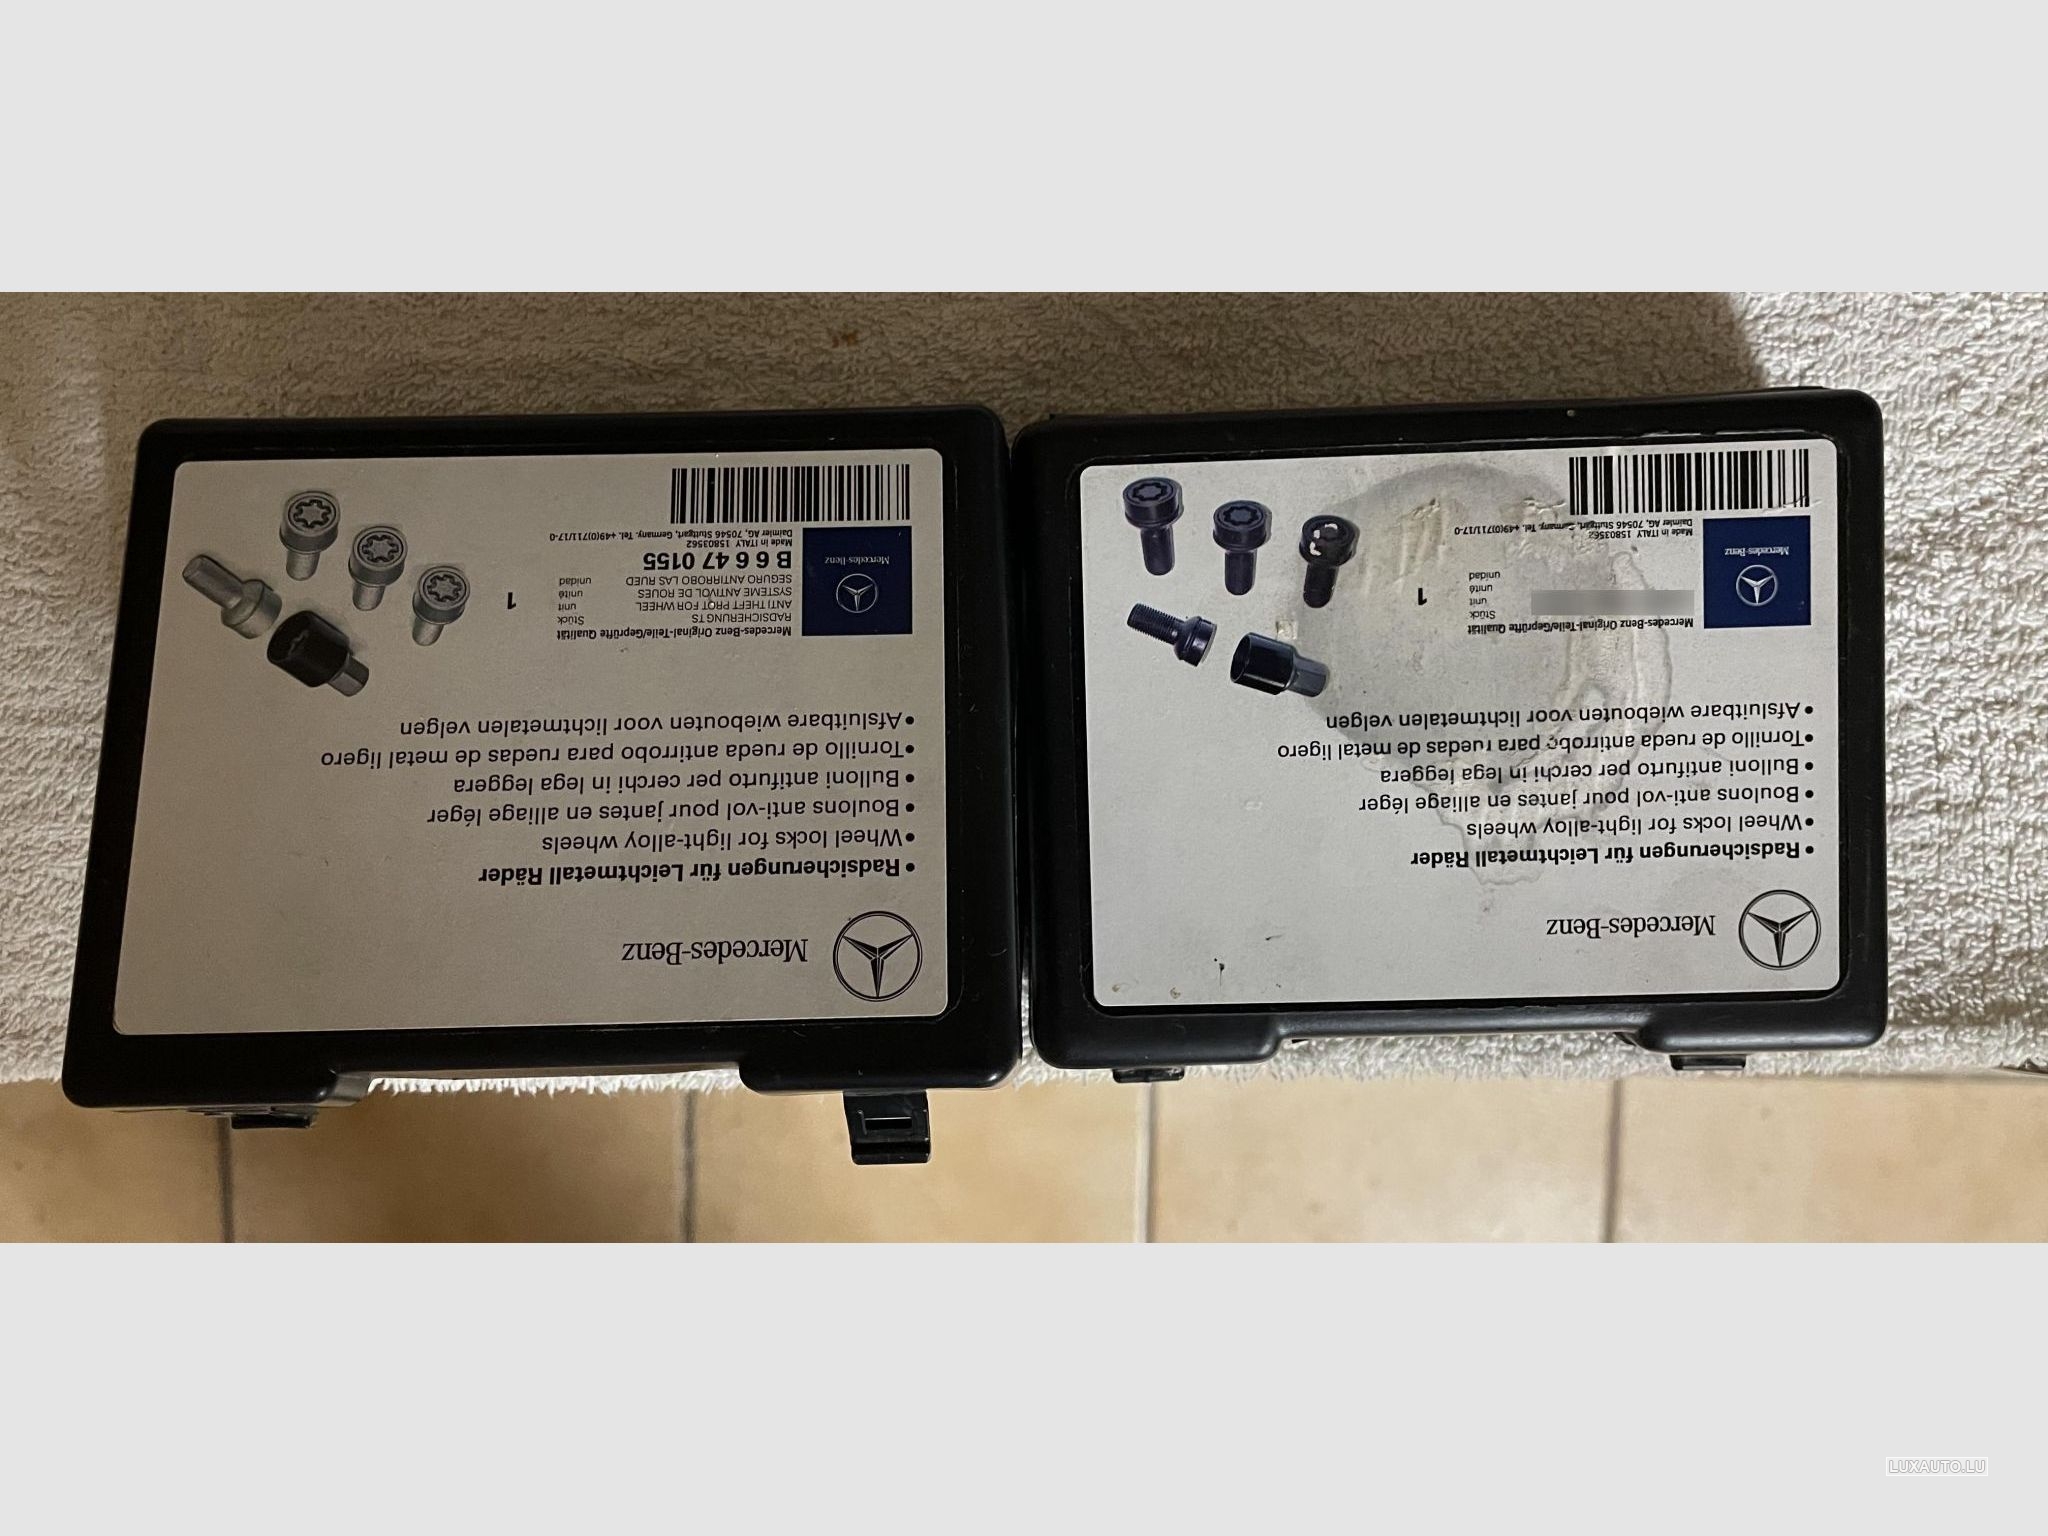 Mercedes-Benz
• Radsicherungen für Leichtmetall Räder
• Wheel locks for light-alloy wheels
• Boulons anti-vol pour jantes en alliage léger
• Bulloni antifurto per cerchi in lega leggera
• Tornillo de rueda antirrobo para ruedas de metal ligero
• Afsluitbare wiebouten voor lichtmetalen velgen
Mercedes-Benz
Mercedes-Benz Original-Teile/Geprüfte Qualität
Stück
unit
unité
unidad
1
Made in ITALY 15803562
Daimler AG, 70546 Stuttgart, Germany, Tel. +49(0)711/17-0
Mercedes-Benz
• Radsicherungen für Leichtmetall Räder
• Wheel locks for light-alloy wheels
• Boulons anti-vol pour jantes en alliage léger
• Bulloni antifurto per cerchi in lega leggera
• Tornillo de rueda antirrobo para ruedas de metal ligero
• Afsluitbare wiebouten voor lichtmetalen velgen
Mercedes-Benz
Mercedes-Benz Original-Teile/Geprüfte Qualität
RADSICHERUNG TS Stück
ANTI THEFT PROT FOR WHEEL unit
SYSTEME ANTIVOL DE ROUES unité
SEGURO ANTIRROBO LAS RUED unidad
1
B 6 6 47 0155
Made in ITALY 15803562
Daimler AG, 70546 Stuttgart, Germany, Tel. +49(0)711/17-0
LUXAUTO.LU